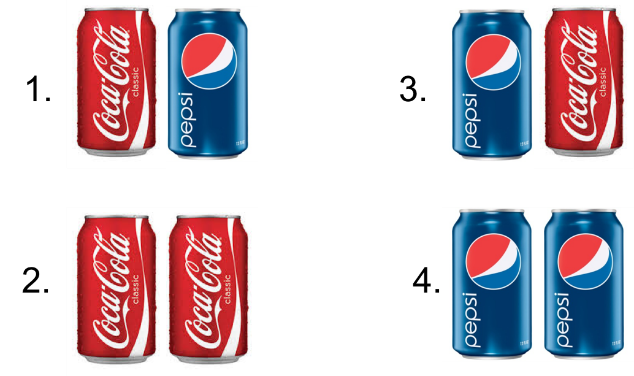 1.
Coca-Cola
classic
pepsi
2.
Coca-Cola
classic
Coca-Cola
classic
3.
pepsi
Coca-Cola
classic
4.
pepsi
pepsi